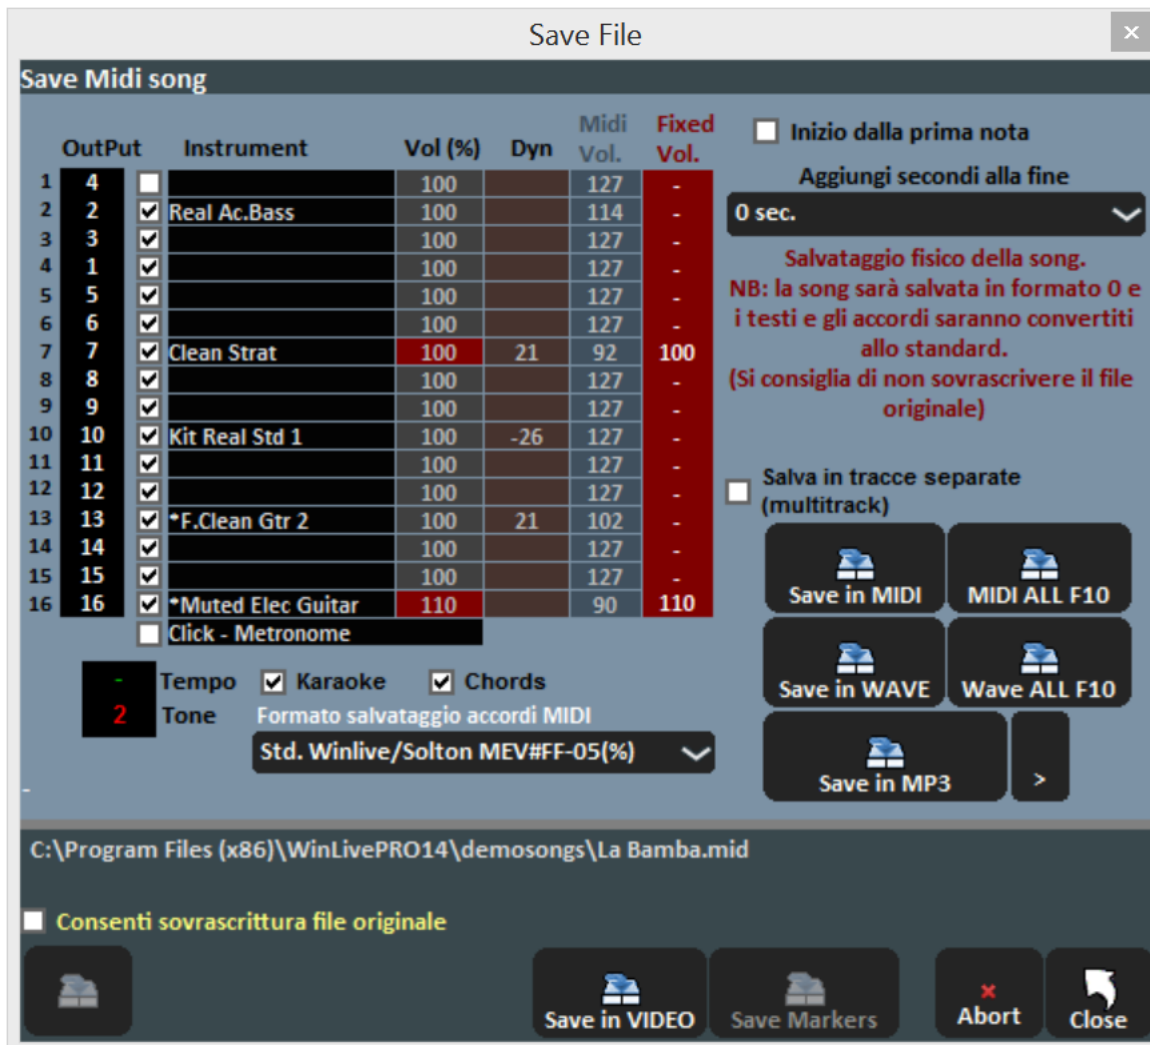 Save File
Save Midi song
OutPut Instrument Vol (%) Dyn Midi Vol. Fixed Vol.
1 4 100 127 -
2 2 Real Ac.Bass 100 114 -
3 3 100 127 -
4 1 100 127 -
5 5 100 127 -
6 6 100 127 -
7 7 Clean Strat 100 21 92 100
8 8 100 127 -
9 9 100 127 -
10 10 Kit Real Std 1 100 -26 127 -
11 11 100 127 -
12 12 100 127 -
13 13 *F.Clean Gtr 2 100 21 102 -
14 14 100 127 -
15 15 100 127 -
16 16 *Muted Elec Guitar 110 90 110
Click - Metronome
- Tempo Karaoke Chords
2 Tone Formato salvataggio accordi MIDI
Std. Winlive/Solton MEV#FF-05(%)
-
Inizio dalla prima nota
Aggiungi secondi alla fine
0 sec.
Salvataggio fisico della song.
NB: la song sarà salvata in formato 0 e
i testi e gli accordi saranno convertiti
allo standard.
(Si consiglia di non sovrascrivere il file
originale)
Salva in tracce separate
(multitrack)
Save in MIDI MIDI ALL F10
Save in WAVE Wave ALL F10
Save in MP3 >
C:\Program Files (x86)\WinLivePRO14\demosongs\La Bamba.mid
Consenti sovrascrittura file originale
Save in VIDEO Save Markers Abort Close